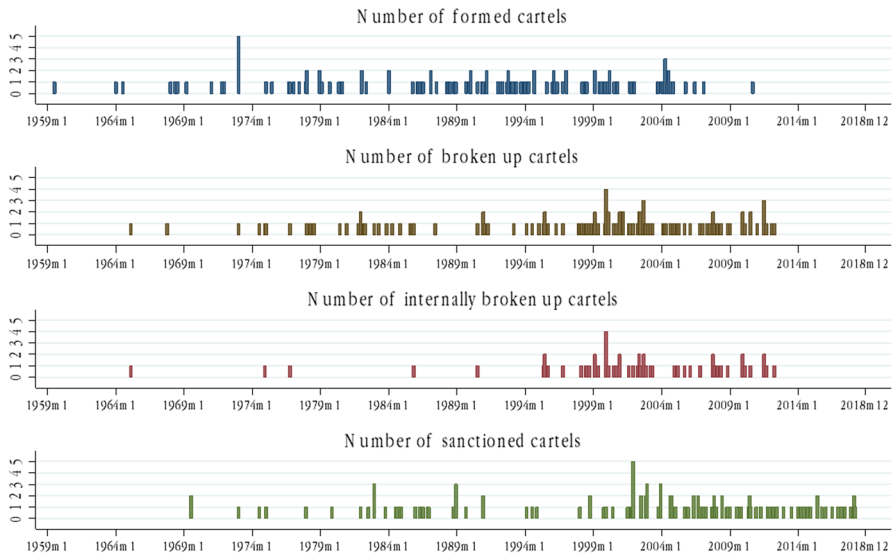 Number of formed cartels
0 1 2 3 4 5
1959m1 1964m1 1969m1 1974m1 1979m1 1984m1 1989m1 1994m1 1999m1 2004m1 2009m1 2014m1 2018m12
Number of broken up cartels
0 1 2 3 4 5
1959m1 1964m1 1969m1 1974m1 1979m1 1984m1 1989m1 1994m1 1999m1 2004m1 2009m1 2014m1 2018m12
Number of internally broken up cartels
0 1 2 3 4 5
1959m1 1964m1 1969m1 1974m1 1979m1 1984m1 1989m1 1994m1 1999m1 2004m1 2009m1 2014m1 2018m12
Number of sanctioned cartels
0 1 2 3 4 5
1959m1 1964m1 1969m1 1974m1 1979m1 1984m1 1989m1 1994m1 1999m1 2004m1 2009m1 2014m1 2018m12